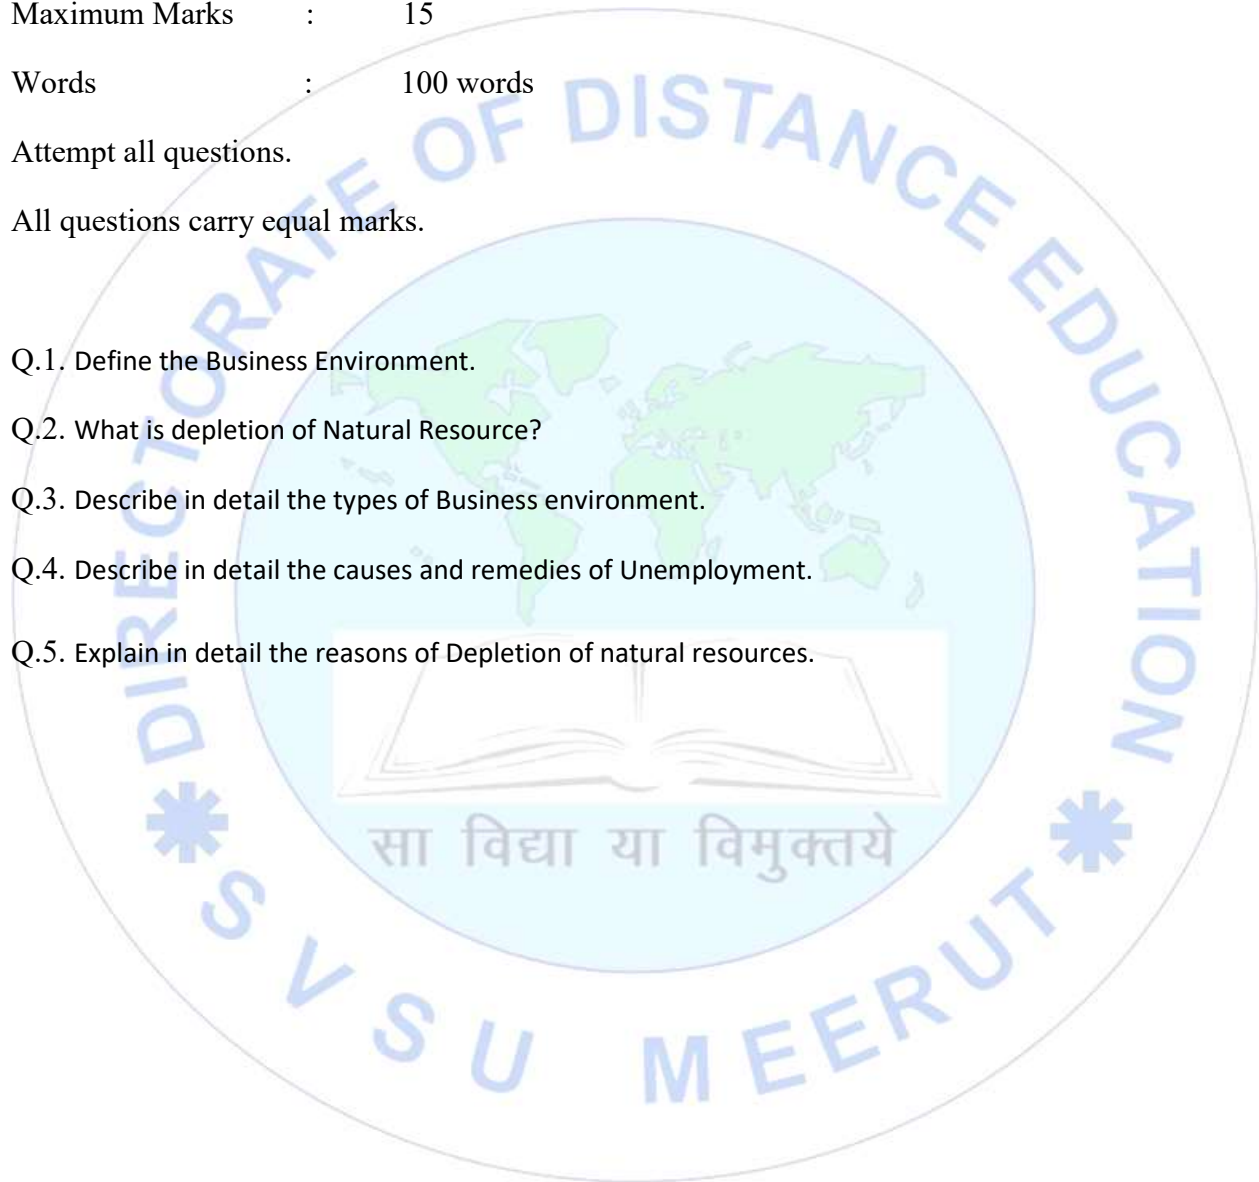 Maximum Marks : 15
Words : 100 words
Attempt all questions.
All questions carry equal marks.
Q.1. Define the Business Environment.
Q.2. What is depletion of Natural Resource?
Q.3. Describe in detail the types of Business environment.
Q.4. Describe in detail the causes and remedies of Unemployment.
Q.5. Explain in detail the reasons of Depletion of natural resources.
DIRECTORATE OF DISTANCE EDUCATION
सा विद्या या विमुक्तये
S V S U MEERUT